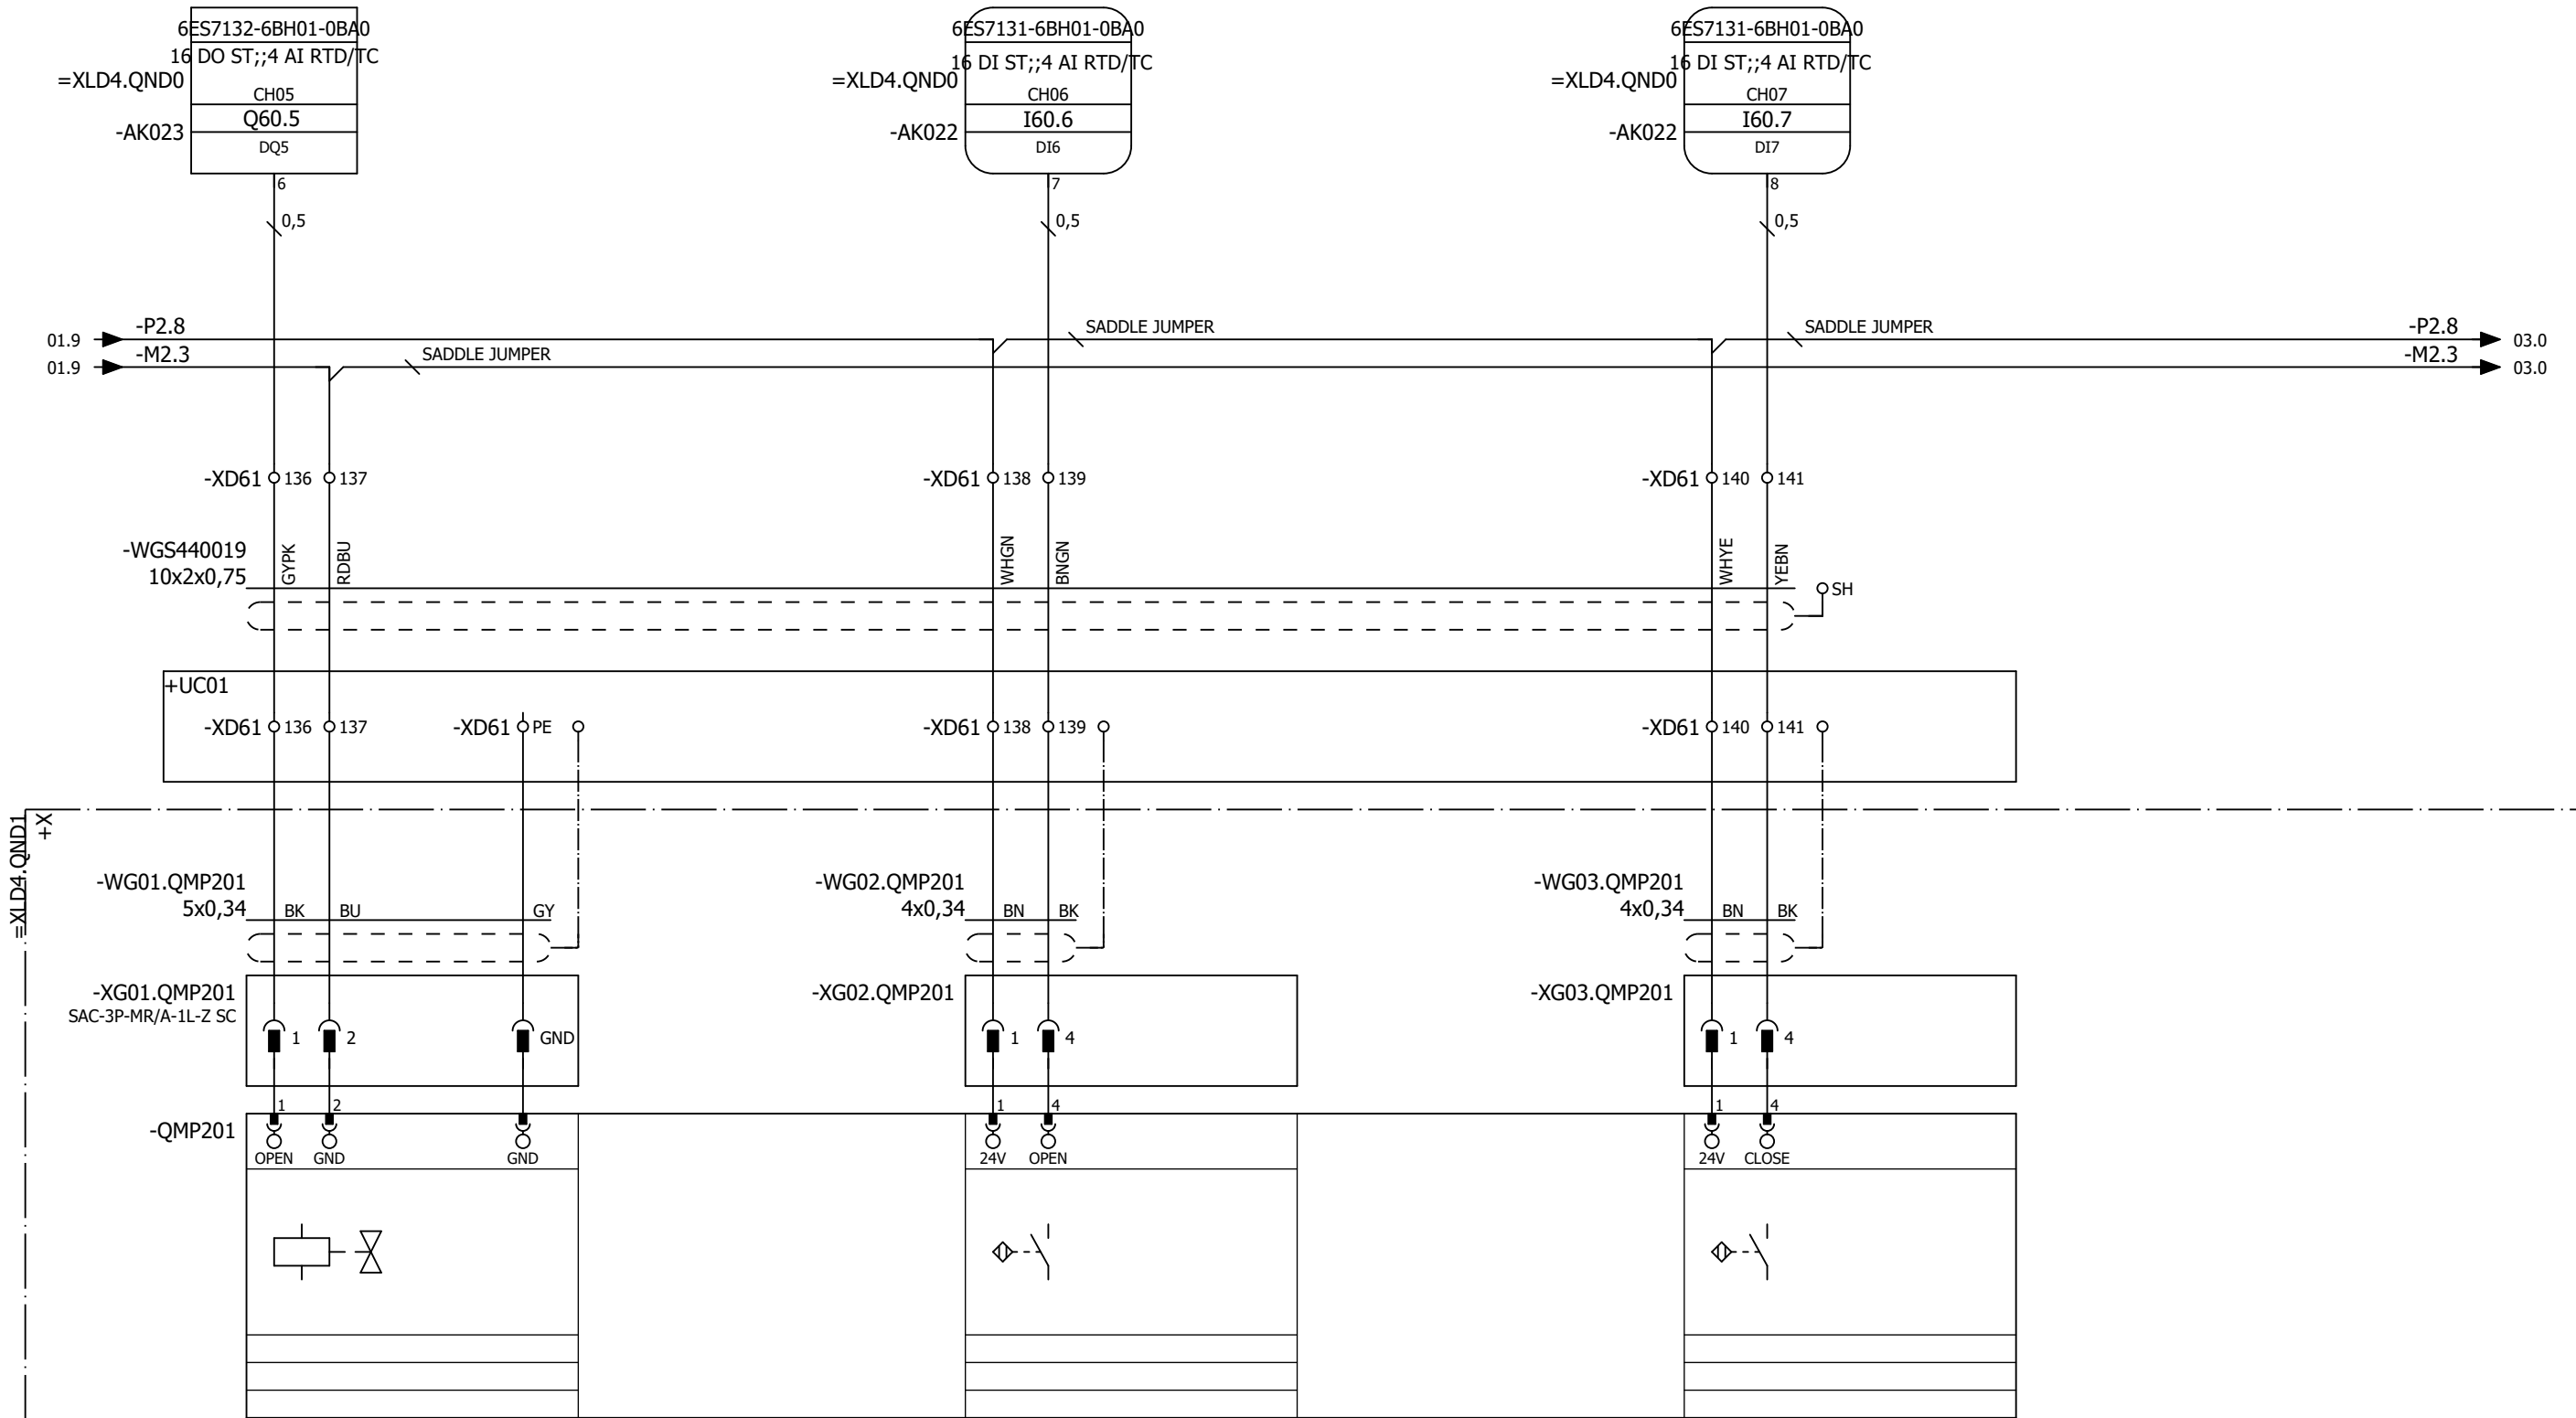 6ES7132-6BH01-0BA0
16 DO ST;;4 AI RTD/TC
=XLD4.QND0
CH05
Q60.5
-AK023
DQ5
6
0,5
6ES7131-6BH01-0BA0
16 DI ST;;4 AI RTD/TC
=XLD4.QND0
CH06
I60.6
-AK022
DI6
7
0,5
6ES7131-6BH01-0BA0
16 DI ST;;4 AI RTD/TC
=XLD4.QND0
CH07
I60.7
-AK022
DI7
8
0,5
01.9 -P2.8 SADDLE JUMPER SADDLE JUMPER -P2.8 03.0
01.9 -M2.3 SADDLE JUMPER -M2.3 03.0
-XD61 136 137 -XD61 138 139 -XD61 140 141
-WGS440019
10x2x0,75
GYPK RDBU WHGN BNGN WHYE YEBN
SH
+UC01
-XD61 136 137 -XD61 PE -XD61 138 139 -XD61 140 141
=XLD4.QND1
+X
-WG01.QMP201
5x0,34
BK BU GY
-WG02.QMP201
4x0,34
BN BK
-WG03.QMP201
4x0,34
BN BK
-XG01.QMP201
SAC-3P-MR/A-1L-Z SC
1 2 GND
-XG02.QMP201
1 4
-XG03.QMP201
1 4
-QMP201
1 2
OPEN GND GND
1 4
24V OPEN
1 4
24V CLOSE